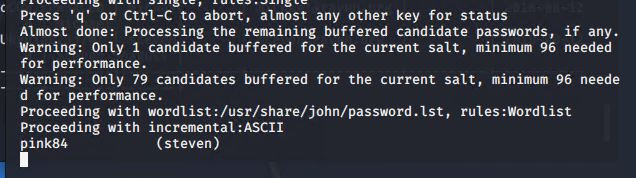 Proceeding with single, rules:Single
Press 'q' or Ctrl-C to abort, almost any other key for status
Almost done: Processing the remaining buffered candidate passwords, if any.
Warning: Only 1 candidate buffered for the current salt, minimum 96 needed
for performance.
Warning: Only 79 candidates buffered for the current salt, minimum 96 neede
d for performance.
Proceeding with wordlist:/usr/share/john/password.lst, rules:Wordlist
Proceeding with incremental:ASCII
pink84 (steven)